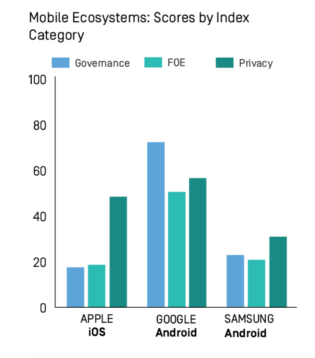 Mobile Ecosystems: Scores by Index
Category
Governance FOE Privacy
100
80
60
40
20
0
APPLE GOOGLE SAMSUNG
iOS Android Android